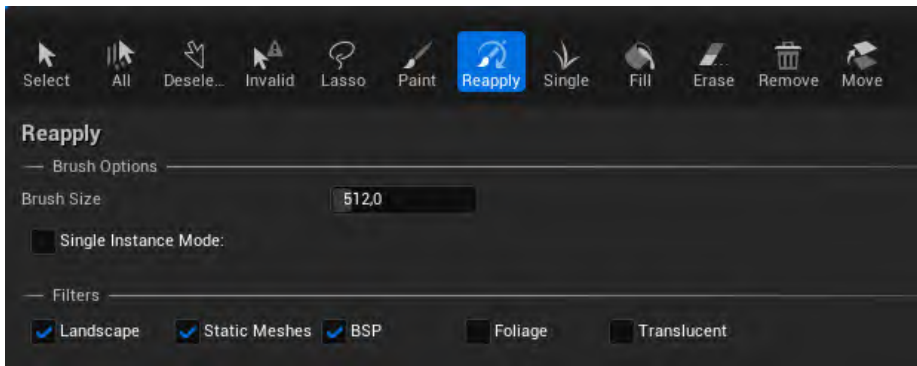 Select All Desele... Invalid Lasso Paint Reapply Single Fill Erase Remove Move
Reapply
Brush Options
Brush Size 512,0
Single Instance Mode:
Filters
Landscape Static Meshes BSP Foliage Translucent